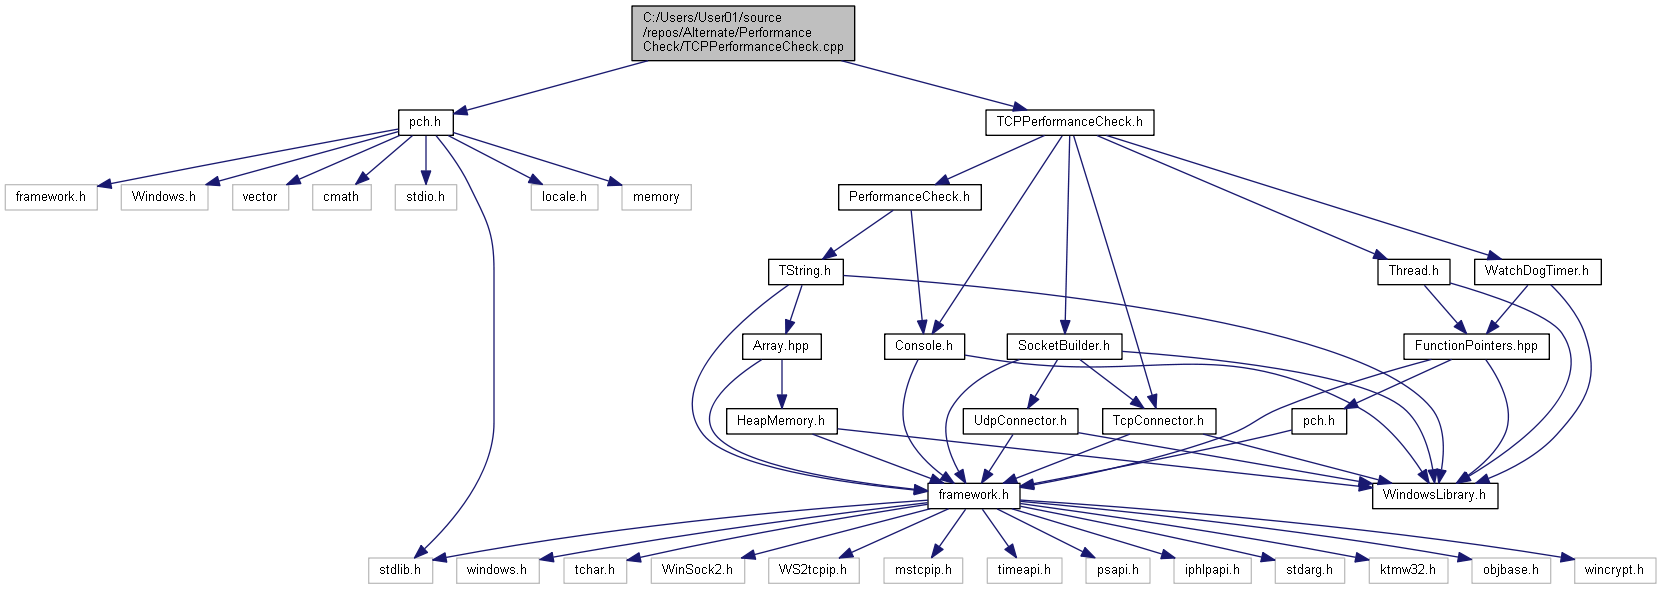 C:/Users/User01/source
/repos/Alternate/Performance
Check/TCPPerformanceCheck.cpp
pch.h
TCPPerformanceCheck.h
framework.h
Windows.h
vector
cmath
stdio.h
locale.h
memory
PerformanceCheck.h
TString.h
Thread.h
WatchDogTimer.h
Array.hpp
Console.h
SocketBuilder.h
FunctionPointers.hpp
HeapMemory.h
UdpConnector.h
TcpConnector.h
pch.h
framework.h
WindowsLibrary.h
stdlib.h
windows.h
tchar.h
WinSock2.h
WS2tcpip.h
mstcpip.h
timeapi.h
psapi.h
iphlpapi.h
stdarg.h
ktmw32.h
objbase.h
wincrypt.h